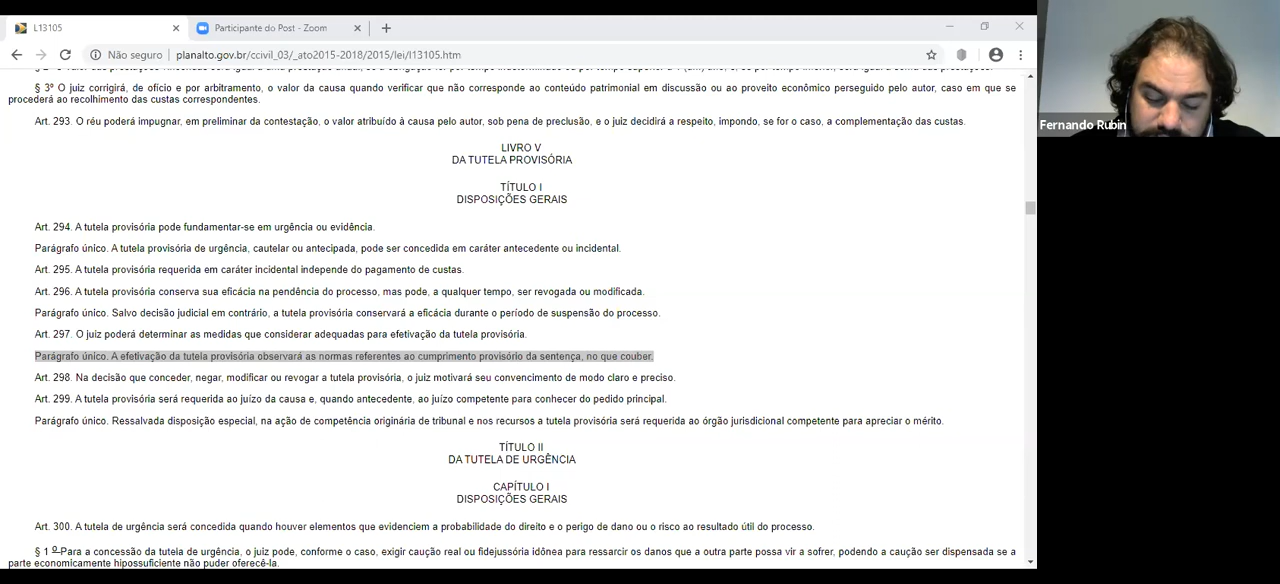 L13105
Participante do Post - Zoom
Não seguro
planalto.gov.br/ccivil_03/_ato2015-2018/2015/lei/l13105.htm
§ 3º O juiz corrigirá, de ofício e por arbitramento, o valor da causa quando verificar que não corresponde ao conteúdo patrimonial em discussão ou ao proveito econômico perseguido pelo autor, caso em que se
procederá ao recolhimento das custas correspondentes.
Art. 293. O réu poderá impugnar, em preliminar da contestação, o valor atribuído à causa pelo autor, sob pena de preclusão, e o juiz decidirá a respeito, impondo, se for o caso, a complementação das custas.
LIVRO V
DA TUTELA PROVISÓRIA
TÍTULO I
DISPOSIÇÕES GERAIS
Art. 294. A tutela provisória pode fundamentar-se em urgência ou evidência.
Parágrafo único. A tutela provisória de urgência, cautelar ou antecipada, pode ser concedida em caráter antecedente ou incidental.
Art. 295. A tutela provisória requerida em caráter incidental independe do pagamento de custas.
Art. 296. A tutela provisória conserva sua eficácia na pendência do processo, mas pode, a qualquer tempo, ser revogada ou modificada.
Parágrafo único. Salvo decisão judicial em contrário, a tutela provisória conservará a eficácia durante o período de suspensão do processo.
Art. 297. O juiz poderá determinar as medidas que considerar adequadas para efetivação da tutela provisória.
Parágrafo único. A efetivação da tutela provisória observará as normas referentes ao cumprimento provisório da sentença, no que couber.
Art. 298. Na decisão que conceder, negar, modificar ou revogar a tutela provisória, o juiz motivará seu convencimento de modo claro e preciso.
Art. 299. A tutela provisória será requerida ao juízo da causa e, quando antecedente, ao juízo competente para conhecer do pedido principal.
Parágrafo único. Ressalvada disposição especial, na ação de competência originária de tribunal e nos recursos a tutela provisória será requerida ao órgão jurisdicional competente para apreciar o mérito.
TÍTULO II
DA TUTELA DE URGÊNCIA
CAPÍTULO I
DISPOSIÇÕES GERAIS
Art. 300. A tutela de urgência será concedida quando houver elementos que evidenciem a probabilidade do direito e o perigo de dano ou o risco ao resultado útil do processo.
§ 1 º Para a concessão da tutela de urgência, o juiz pode, conforme o caso, exigir caução real ou fidejussória idônea para ressarcir os danos que a outra parte possa vir a sofrer, podendo a caução ser dispensada se a
parte economicamente hipossuficiente não puder oferecê-la.
Fernando Rubin